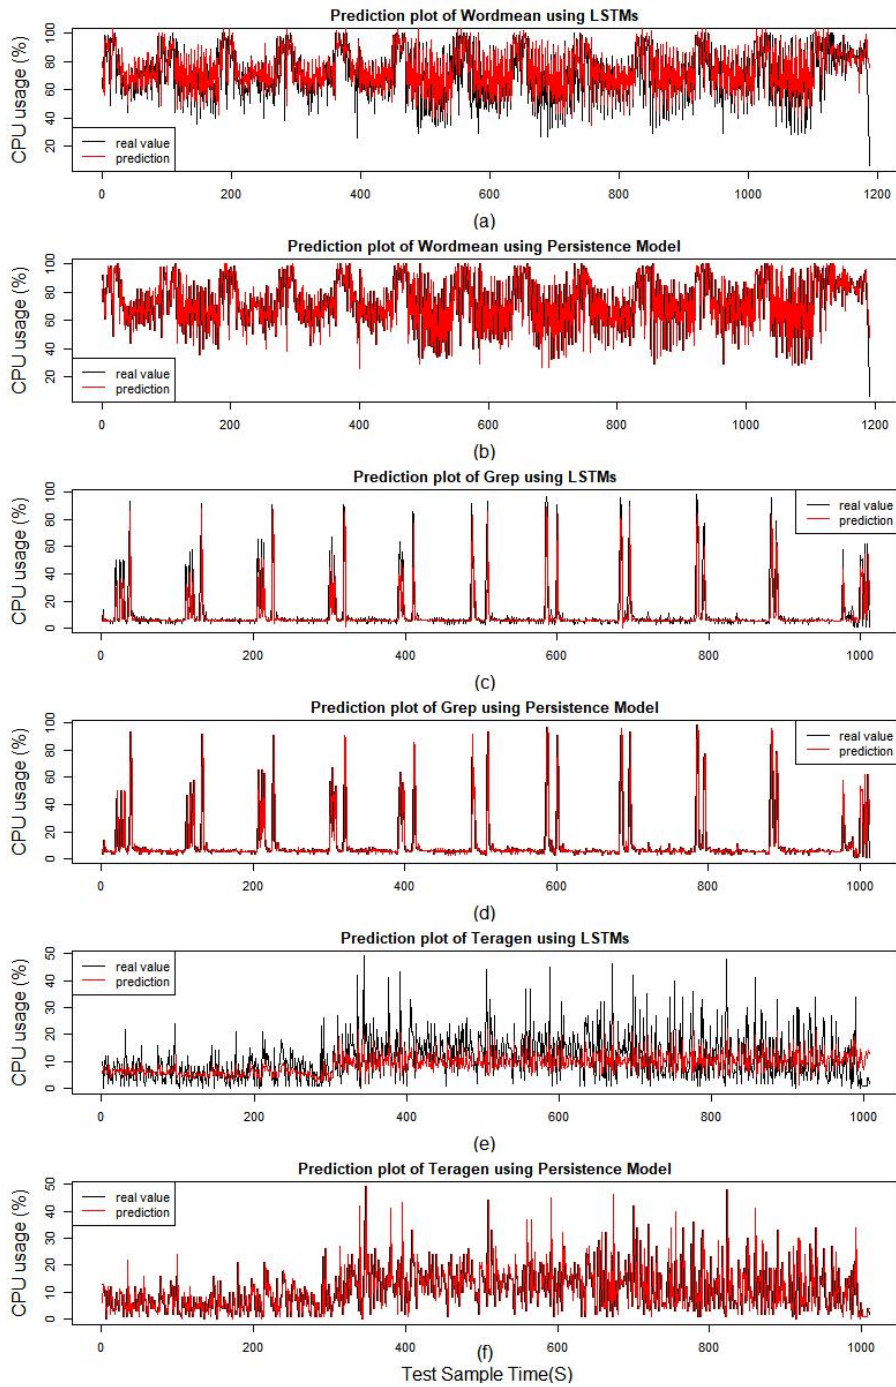 Prediction plot of Wordmean using LSTMs
CPU usage (%)
100
80
60
40
20
real value
prediction
0 200 400 600 800 1000 1200
(a)
Prediction plot of Wordmean using Persistence Model
CPU usage (%)
100
80
60
40
20
real value
prediction
0 200 400 600 800 1000 1200
(b)
Prediction plot of Grep using LSTMs
CPU usage (%)
100
80
60
40
20
0
real value
prediction
0 200 400 600 800 1000
(c)
Prediction plot of Grep using Persistence Model
CPU usage (%)
100
80
60
40
20
0
real value
prediction
0 200 400 600 800 1000
(d)
Prediction plot of Teragen using LSTMs
CPU usage (%)
50
40
30
20
10
0
real value
prediction
0 200 400 600 800 1000
(e)
Prediction plot of Teragen using Persistence Model
CPU usage (%)
50
40
30
20
10
0
real value
prediction
0 200 400 600 800 1000
(f)
Test Sample Time(S)